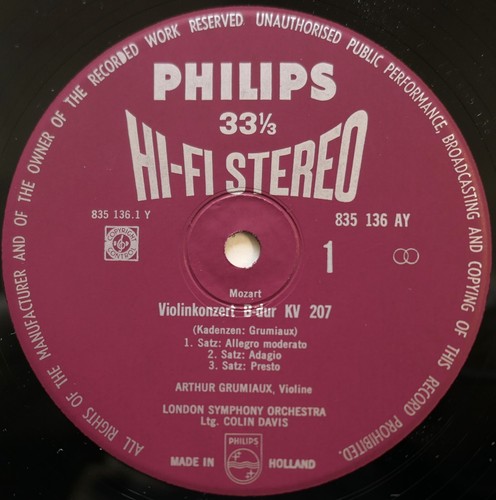 ALL RIGHTS OF THE MANUFACTURER AND OF THE OWNER OF THE RECORDED WORK RESERVED UNAUTHORISED PUBLIC PERFORMANCE, BROADCASTING AND COPYING OF THIS RECORD PROHIBITED.
PHILIPS
33⅓
HI-FI STEREO
835 136.1 Y
835 136 AY
COPYRIGHT
CONTROL
1
Mozart
Violinkonzert B-dur KV 207
(Kadenzen: Grumiaux)
1. Satz: Allegro moderato
2. Satz: Adagio
3. Satz: Presto
ARTHUR GRUMIAUX, Violine
LONDON SYMPHONY ORCHESTRA
Ltg. COLIN DAVIS
PHILIPS
MADE IN HOLLAND